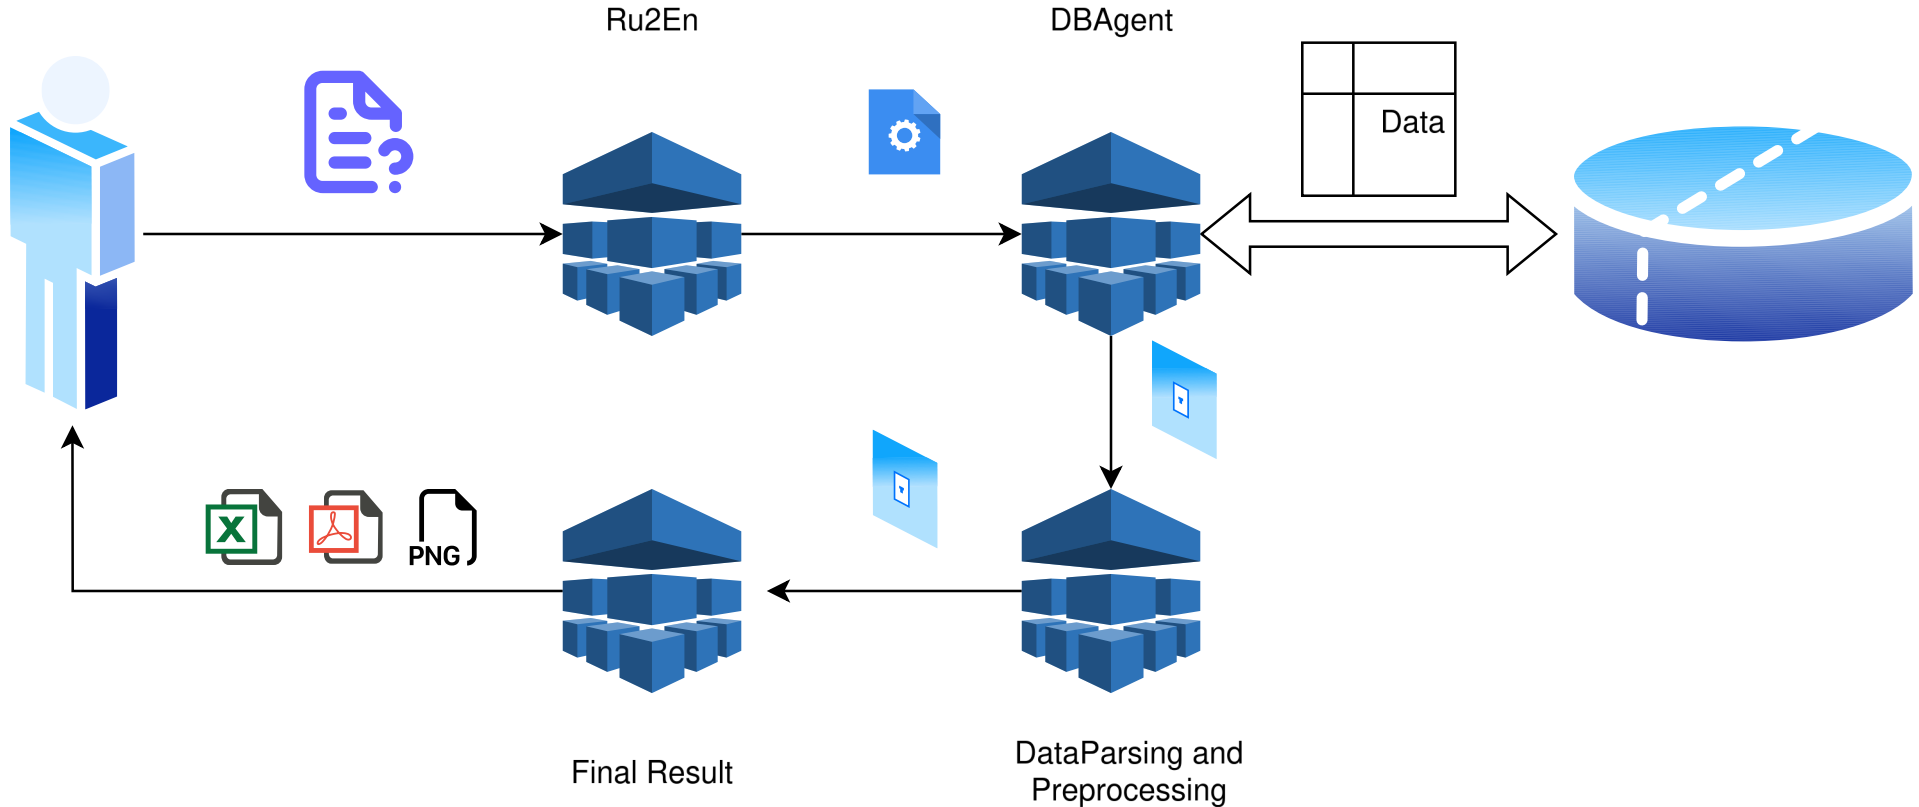 Ru2En
DBAgent
Data
X
PNG
Final Result
DataParsing and
Preprocessing